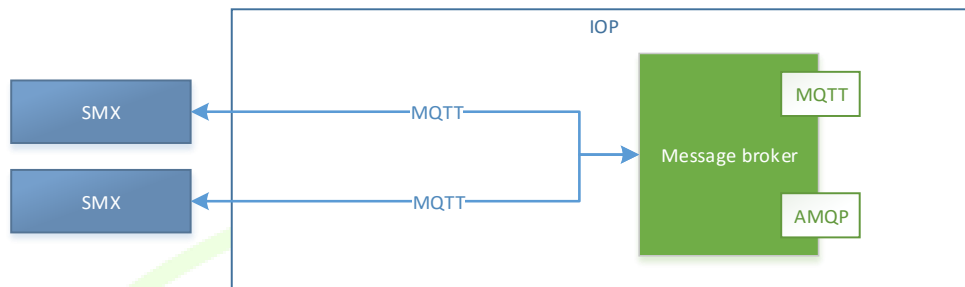 IOP
SMX
MQTT
MQTT
Message broker
SMX
MQTT
AMQP